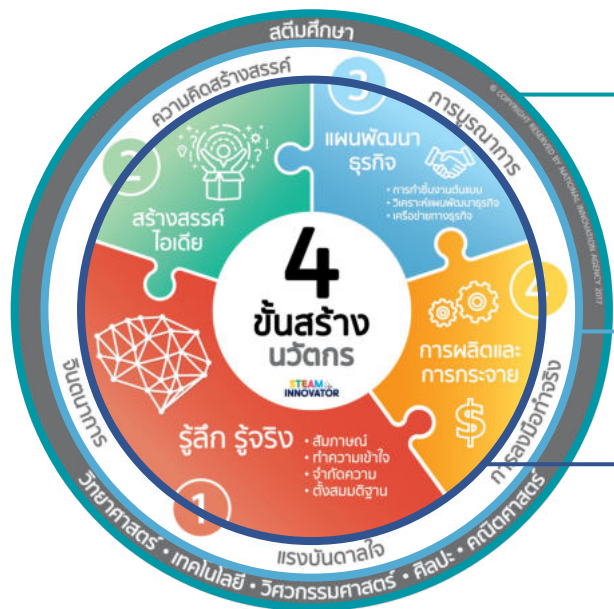 สตีมศึกษา
ความคิดสร้างสรรค์
การบูรณาการ
© COPYRIGHT RESERVED BY NATIONAL INNOVATION AGENCY 2017
3
แผนพัฒนา
ธุรกิจ
• การทำชิ้นงานต้นแบบ
• วิเคราะห์แผนพัฒนาธุรกิจ
• เครือข่ายทางธุรกิจ
2
สร้างสรรค์
ไอเดีย
4
ขั้นสร้าง
นวัตกร
STEAM
INNOVATOR
4
การผลิตและ
การกระจาย
$
รู้ลึก รู้จริง
• สัมภาษณ์
• ทำความเข้าใจ
• จำกัดความ
• ตั้งสมมติฐาน
1
จินตนาการ
แรงบันดาลใจ
การลงมือทำจริง
วิทยาศาสตร์ • เทคโนโลยี • วิศวกรรมศาสตร์ • ศิลปะ • คณิตศาสตร์